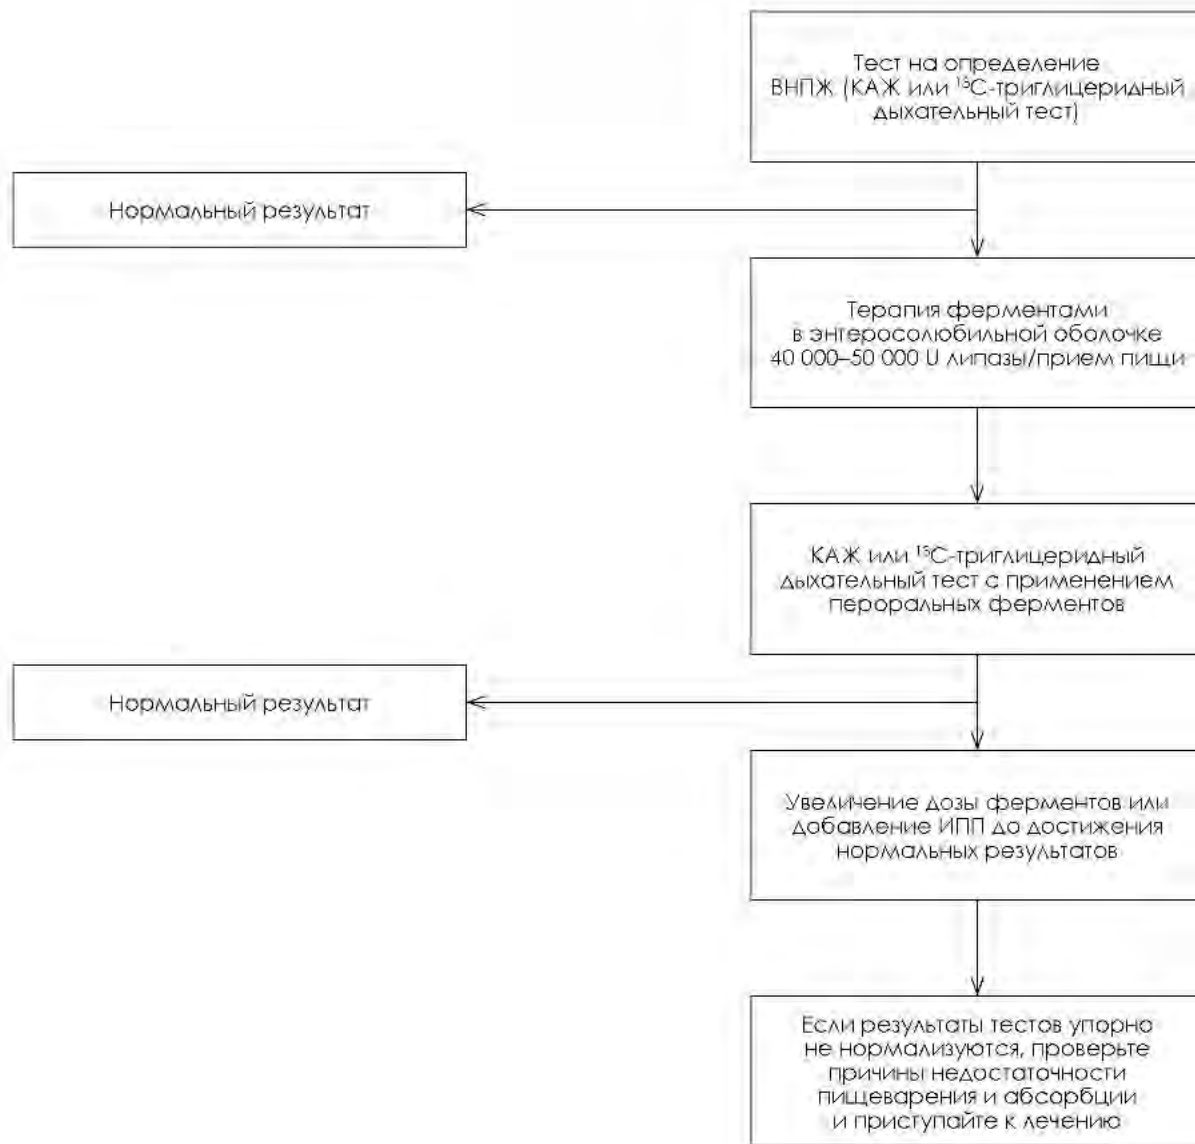 Тест на определение
ВНПЖ (КАЖ или ¹³С-триглицеридный
дыхательный тест)
Нормальный результат
Терапия ферментами
в энтеросолюбильной оболочке
40 000–50 000 U липазы/прием пищи
КАЖ или ¹³С-триглицеридный
дыхательный тест с применением
пероральных ферментов
Нормальный результат
Увеличение дозы ферментов или
добавление ИПП до достижения
нормальных результатов
Если результаты тестов упорно
не нормализуются, проверьте
причины недостаточности
пищеварения и абсорбции
и приступайте к лечению